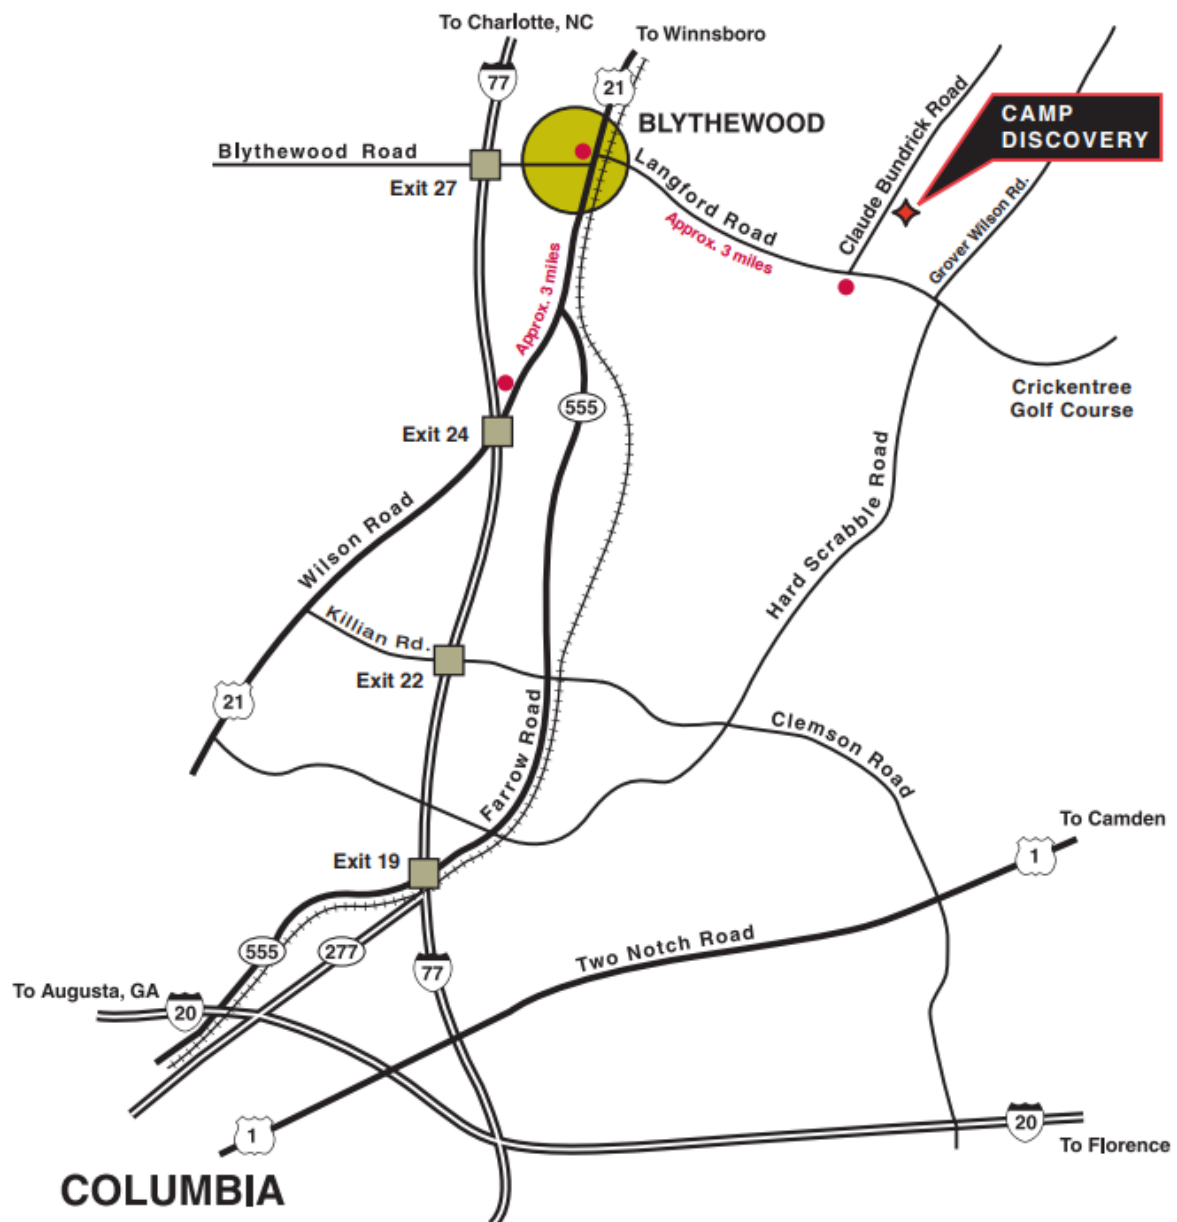 To Charlotte, NC
To Winnsboro
77
21
BLYTHEWOOD
CAMP
DISCOVERY
Blythewood Road
Exit 27
Langford Road
Approx. 3 miles
Claude Bundrick Road
Grover Wilson Rd.
Approx. 3 miles
Crickentree
Golf Course
555
Exit 24
Wilson Road
Hard Scrabble Road
Killian Rd.
Exit 22
21
Farrow Road
Clemson Road
To Camden
1
Exit 19
Two Notch Road
555
277
77
To Augusta, GA
20
1
20
To Florence
COLUMBIA